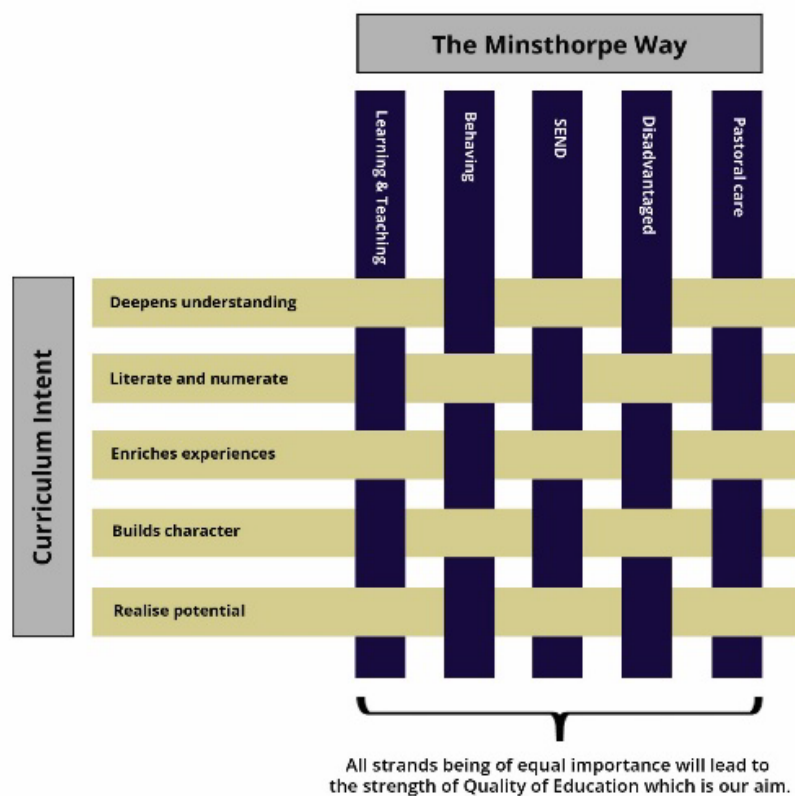 The Minsthorpe Way
Learning & Teaching
Behaving
SEND
Disadvantaged
Pastoral care
Curriculum Intent
Deepens understanding
Literate and numerate
Enriches experiences
Builds character
Realise potential
All strands being of equal importance will lead to
the strength of Quality of Education which is our aim.